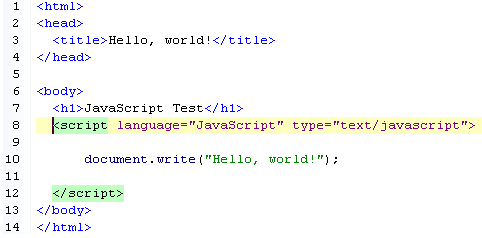 1 <html>
2 <head>
3   <title>Hello, world!</title>
4 </head>
5
6 <body>
7   <h1>JavaScript Test</h1>
8   <script language="JavaScript" type="text/javascript">
9
10       document.write("Hello, world!");
11
12   </script>
13 </body>
14 </html>